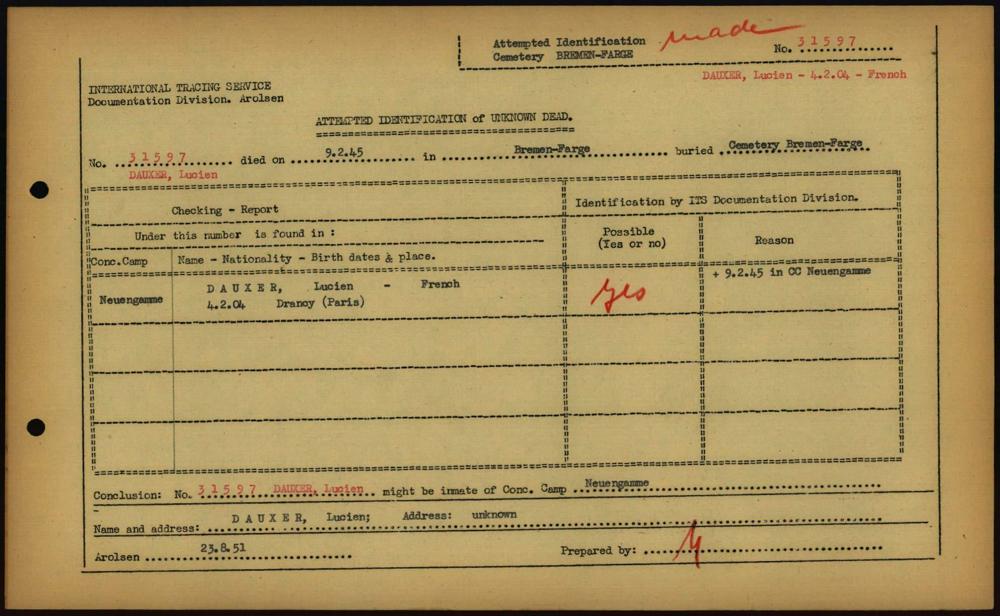 Attempted Identification made No. 31597
Cemetery BREMEN-FARGE
DAUXER, Lucien - 4.2.04 - French
INTERNATIONAL TRACING SERVICE
Documentation Division. Arolsen
ATTEMPTED IDENTIFICATION of UNKNOWN DEAD.
No. 31597 died on 9.2.45 in Bremen-Farge buried Cemetery Bremen-Farge
DAUXER, Lucien
Checking - Report
Identification by ITS Documentation Division.
Under this number is found in :
Possible
(Yes or no)
Reason
Conc.Camp Name - Nationality - Birth dates & place.
Neuengamme
DAUXER, Lucien - French
4.2.04 Drancy (Paris)
yes
+ 9.2.45 in CC Neuengamme
Conclusion: No. 31597 DAUXER, Lucien might be inmate of Conc. Camp Neuengamme
Name and address: DAUXER, Lucien; Address: unknown
Arolsen 23.8.51 Prepared by: